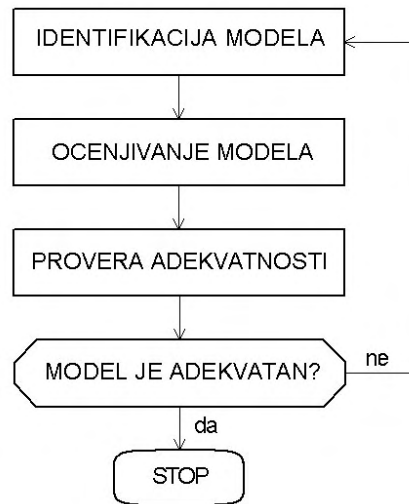 IDENTIFIKACIJA MODELA
OCENJIVANJE MODELA
PROVERA ADEKVATNOSTI
MODEL JE ADEKVATAN?
ne
da
STOP